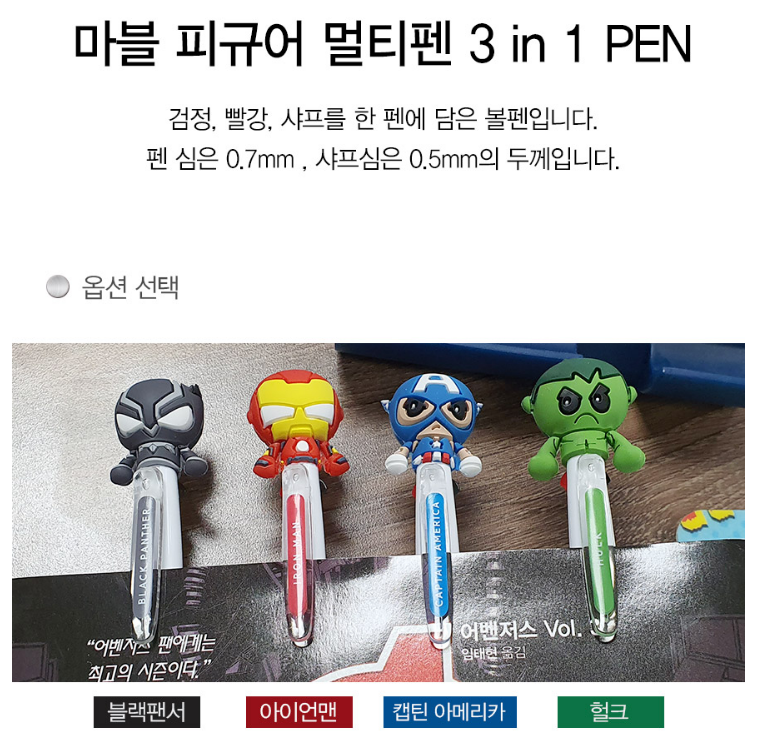 마블 피규어 멀티펜 3 in 1 PEN
검정, 빨강, 샤프를 한 펜에 담은 볼펜입니다.
펜 심은 0.7mm , 샤프심은 0.5mm의 두께입니다.
옵션 선택
A
BLACK PANTHER
IRON MAN
CAPTAIN AMERICA
HULK
“어벤져스 팬에게는
최고의 시즌이다.”
어벤저스 Vol.
임태현 옮김
블랙팬서
아이언맨
캡틴 아메리카
헐크